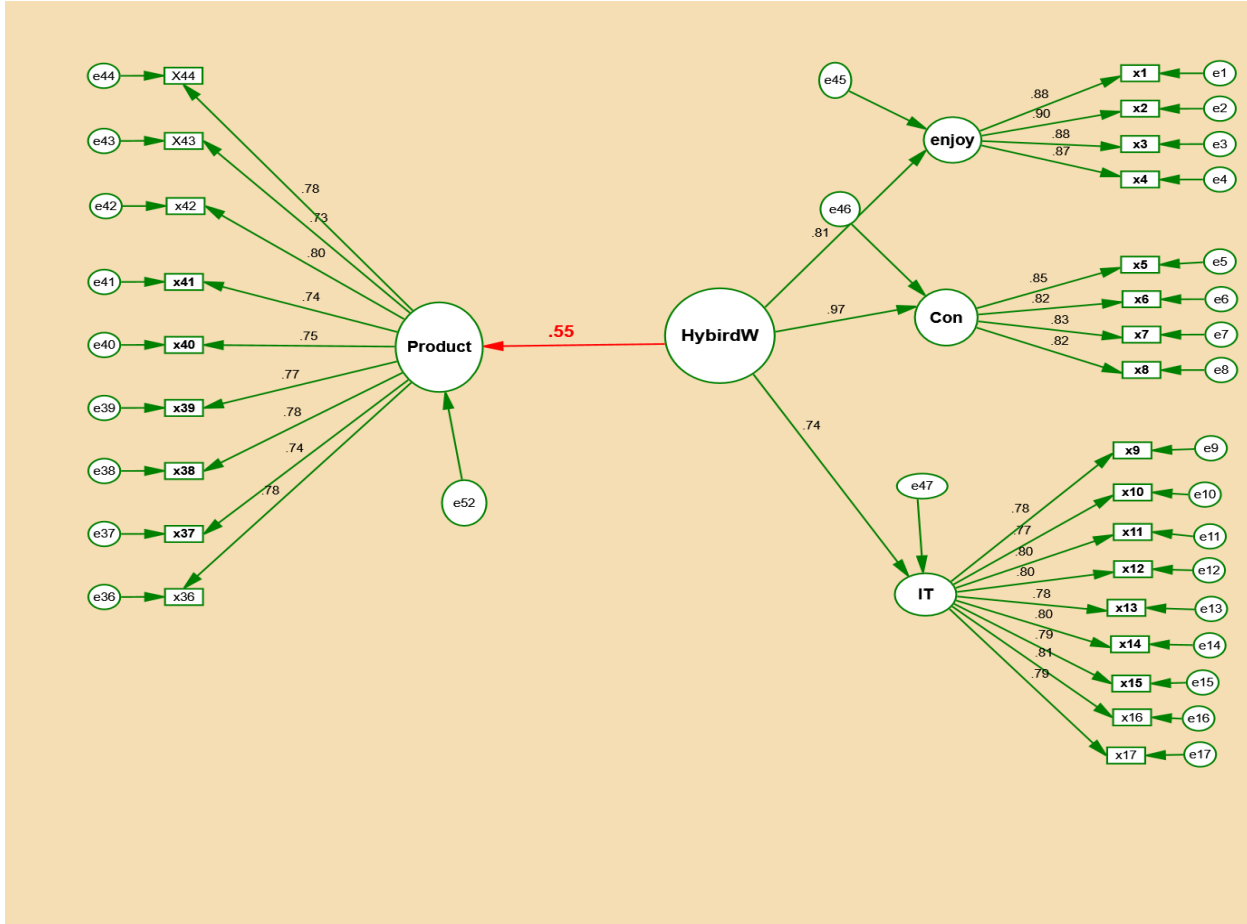 e44 X44
e43 X43
e42 x42
e41 x41
e40 x40
e39 x39
e38 x38
e37 x37
e36 x36
.78
.73
.80
.74
.75
.77
.78
.74
.78
Product
e52
.55
HybirdW
.81
.97
.74
e45
enjoy
.88
.90
.88
.87
x1 e1
x2 e2
x3 e3
x4 e4
e46
Con
.85
.82
.83
.82
x5 e5
x6 e6
x7 e7
x8 e8
e47
IT
.78
.77
.80
.80
.78
.80
.79
.81
.79
x9 e9
x10 e10
x11 e11
x12 e12
x13 e13
x14 e14
x15 e15
x16 e16
x17 e17